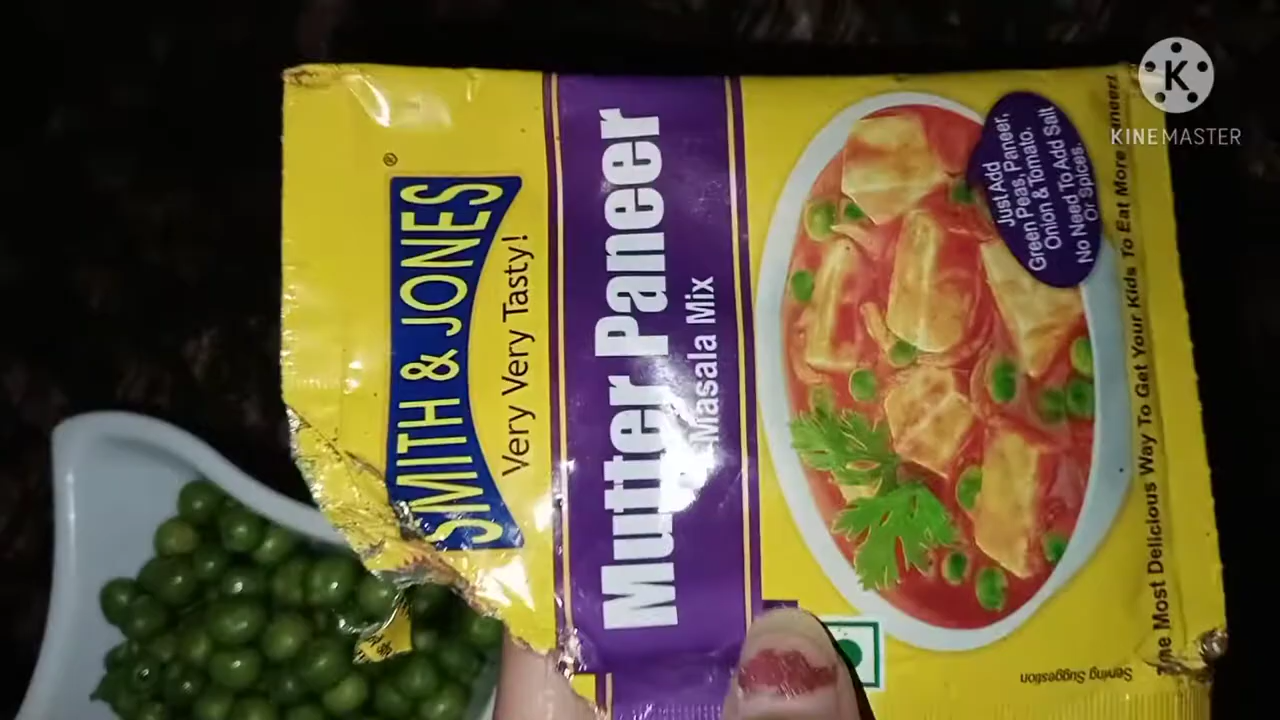 SMITH & JONES
®
Very Very Tasty!
Mutter Paneer
Masala Mix
Just Add
Green Peas, Paneer,
Onion & Tomato.
No Need To Add Salt
Or Spices.
The Most Delicious Way To Get Your Kids To Eat More Paneer!
Serving Suggestion
K
KINEMASTER